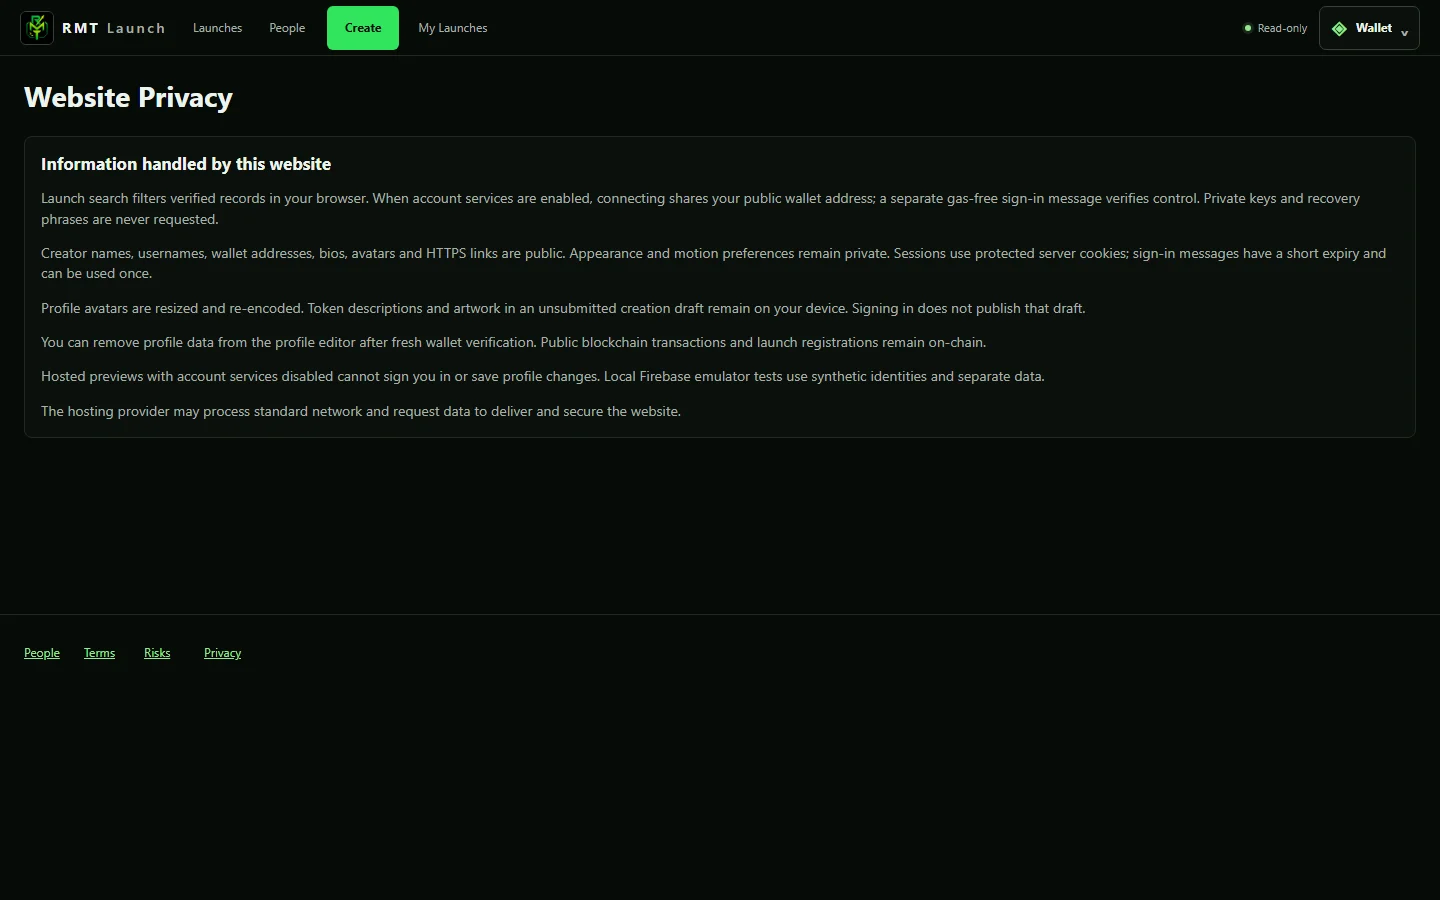 RMT Launch
Launches
People
Create
My Launches
Read-only
Wallet
Website Privacy
Information handled by this website
Launch search filters verified records in your browser. When account services are enabled, connecting shares your public wallet address; a separate gas-free sign-in message verifies control. Private keys and recovery
phrases are never requested.
Creator names, usernames, wallet addresses, bios, avatars and HTTPS links are public. Appearance and motion preferences remain private. Sessions use protected server cookies; sign-in messages have a short expiry and
can be used once.
Profile avatars are resized and re-encoded. Token descriptions and artwork in an unsubmitted creation draft remain on your device. Signing in does not publish that draft.
You can remove profile data from the profile editor after fresh wallet verification. Public blockchain transactions and launch registrations remain on-chain.
Hosted previews with account services disabled cannot sign you in or save profile changes. Local Firebase emulator tests use synthetic identities and separate data.
The hosting provider may process standard network and request data to deliver and secure the website.
People
Terms
Risks
Privacy